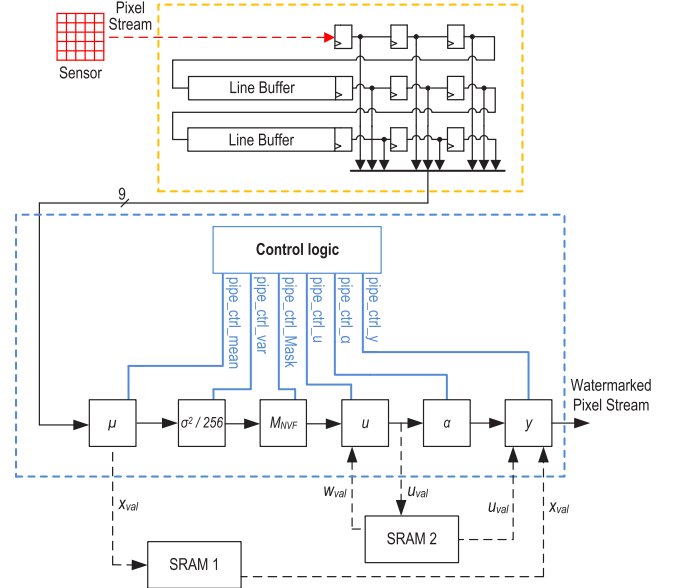 Pixel
Stream
Sensor
Line Buffer
Line Buffer
9
Control logic
pipe_ctrl_mean
pipe_ctrl_var
pipe_ctrl_Mask
pipe_ctrl_u
pipe_ctrl_α
pipe_ctrl_y
Watermarked
Pixel Stream
μ
σ² / 256
M_NVF
u
α
y
x_val
w_val
u_val
u_val
x_val
SRAM 1
SRAM 2